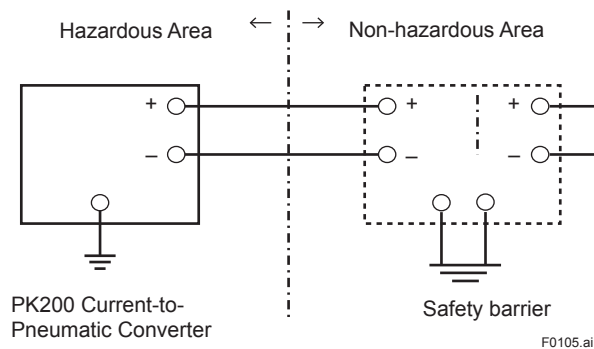 Hazardous Area ← → Non-hazardous Area
+ + +
– – –
PK200 Current-to-
Pneumatic Converter
Safety barrier
F0105.ai